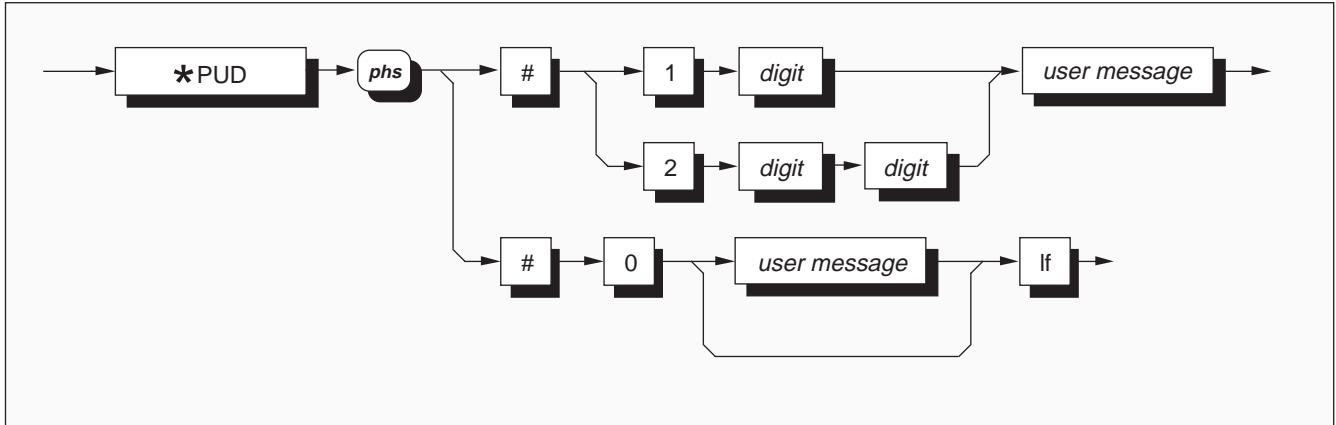 *PUD phs # 1 digit user message
2 digit digit
# 0 user message lf